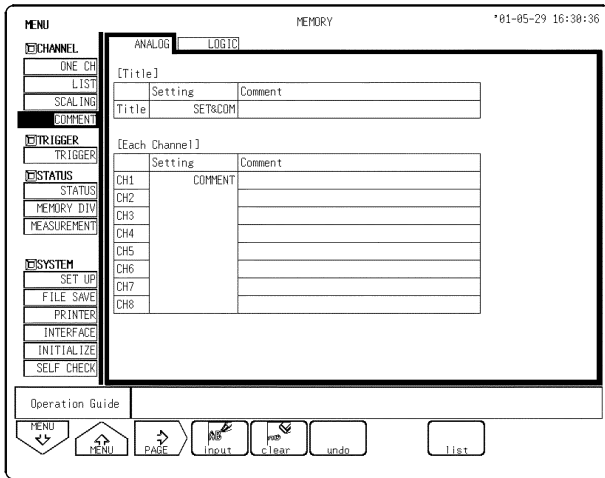 MENU
MEMORY
'01-05-29 16:30:36
CHANNEL
ONE CH
LIST
SCALING
COMMENT
TRIGGER
TRIGGER
STATUS
STATUS
MEMORY DIV
MEASUREMENT
SYSTEM
SET UP
FILE SAVE
PRINTER
INTERFACE
INITIALIZE
SELF CHECK
ANALOG LOGIC
[Title]
Setting Comment
Title SET&COM
[Each Channel]
Setting Comment
CH1 COMMENT
CH2
CH3
CH4
CH5
CH6
CH7
CH8
Operation Guide
MENU
MENU
PAGE
input
clear
undo
list